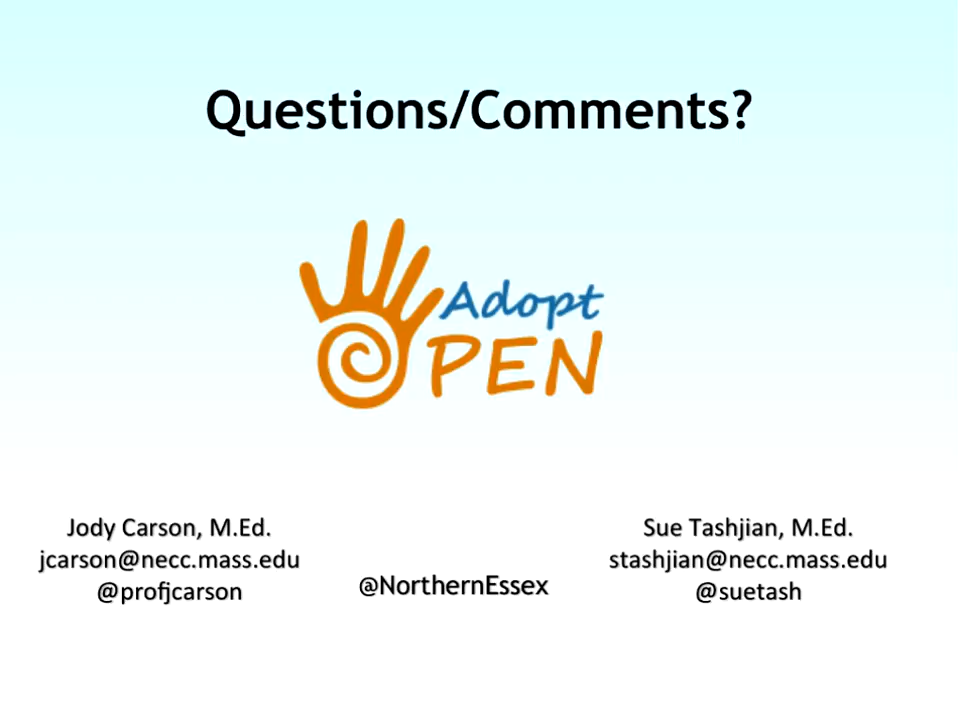 Questions/Comments?
Adopt
OPEN
Jody Carson, M.Ed.
jcarson@necc.mass.edu
@profjcarson
@NorthernEssex
Sue Tashjian, M.Ed.
stashjian@necc.mass.edu
@suetash